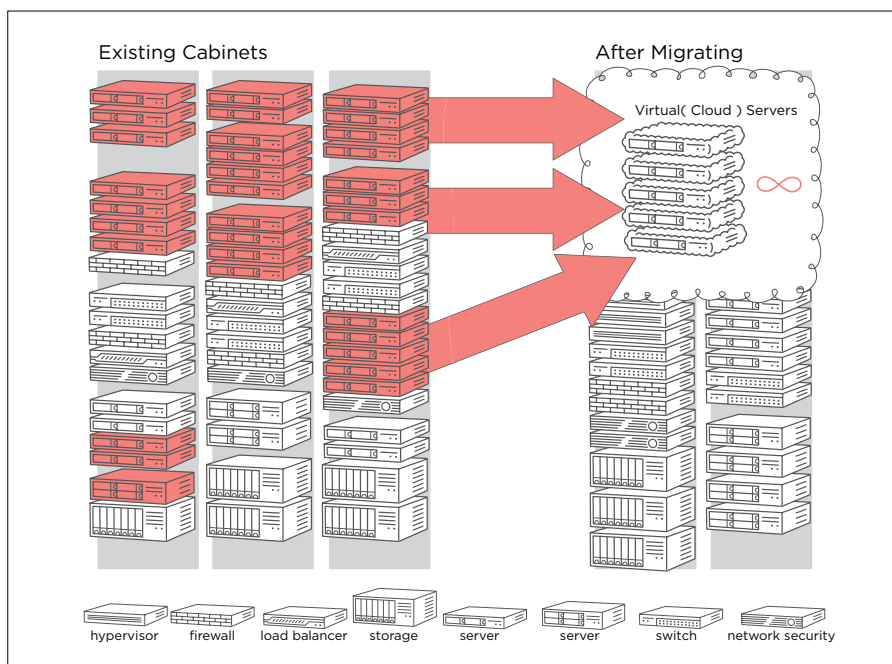 Existing Cabinets
After Migrating
Virtual( Cloud ) Servers
hypervisor
firewall
load balancer
storage
server
server
switch
network security